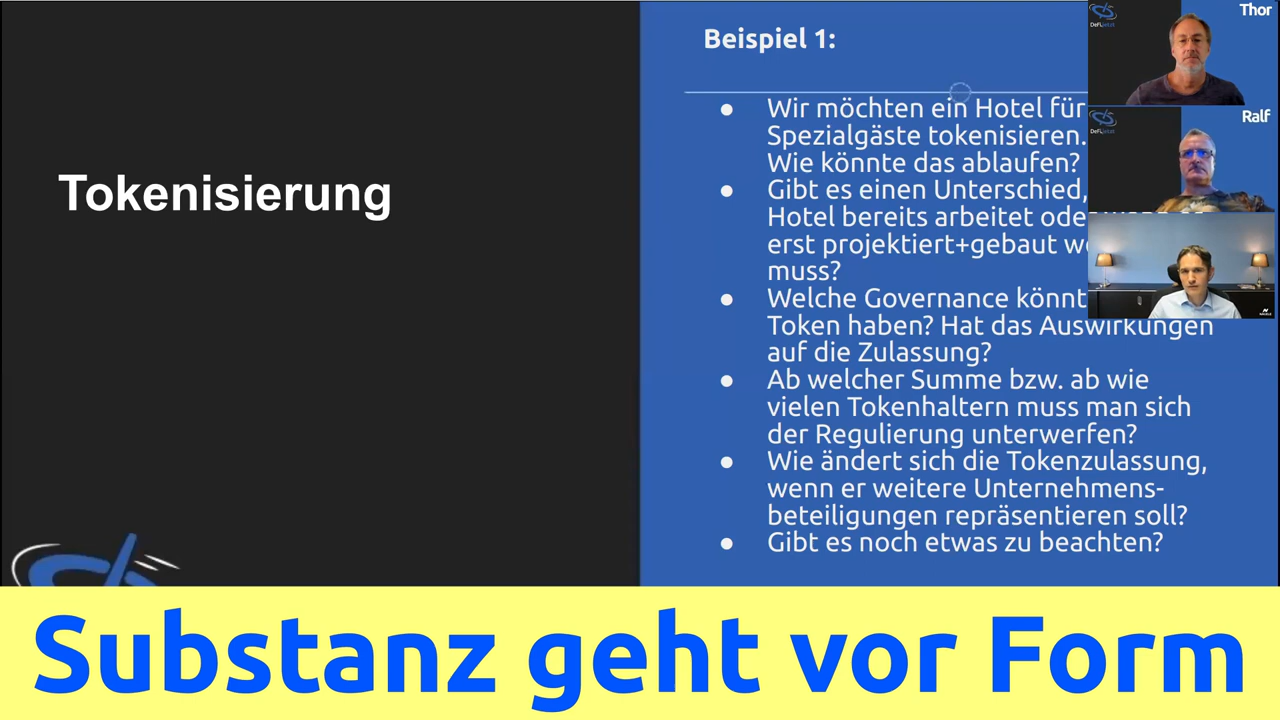 Tokenisierung
Beispiel 1:
● Wir möchten ein Hotel für
Spezialgäste tokenisieren.
Wie könnte das ablaufen?
● Gibt es einen Unterschied,
Hotel bereits arbeitet
erst projektiert+gebaut
muss?
● Welche Governance
Token haben? Hat das Auswirkungen
auf die Zulassung?
● Ab welcher Summe bzw. ab wie
vielen Tokenhaltern muss man sich
der Regulierung unterwerfen?
● Wie ändert sich die Tokenzulassung,
wenn er weitere Unternehmens-
beteiligungen repräsentieren soll?
● Gibt es noch etwas zu beachten?
Thor
Ralf
Substanz geht vor Form